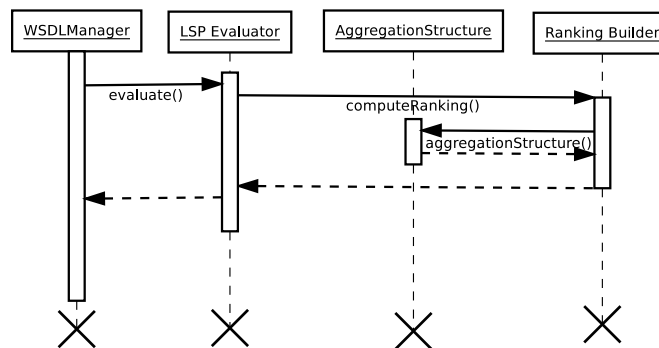 WSDLManager
LSP Evaluator
AggregationStructure
Ranking Builder
evaluate()
computeRanking()
aggregationStructure()